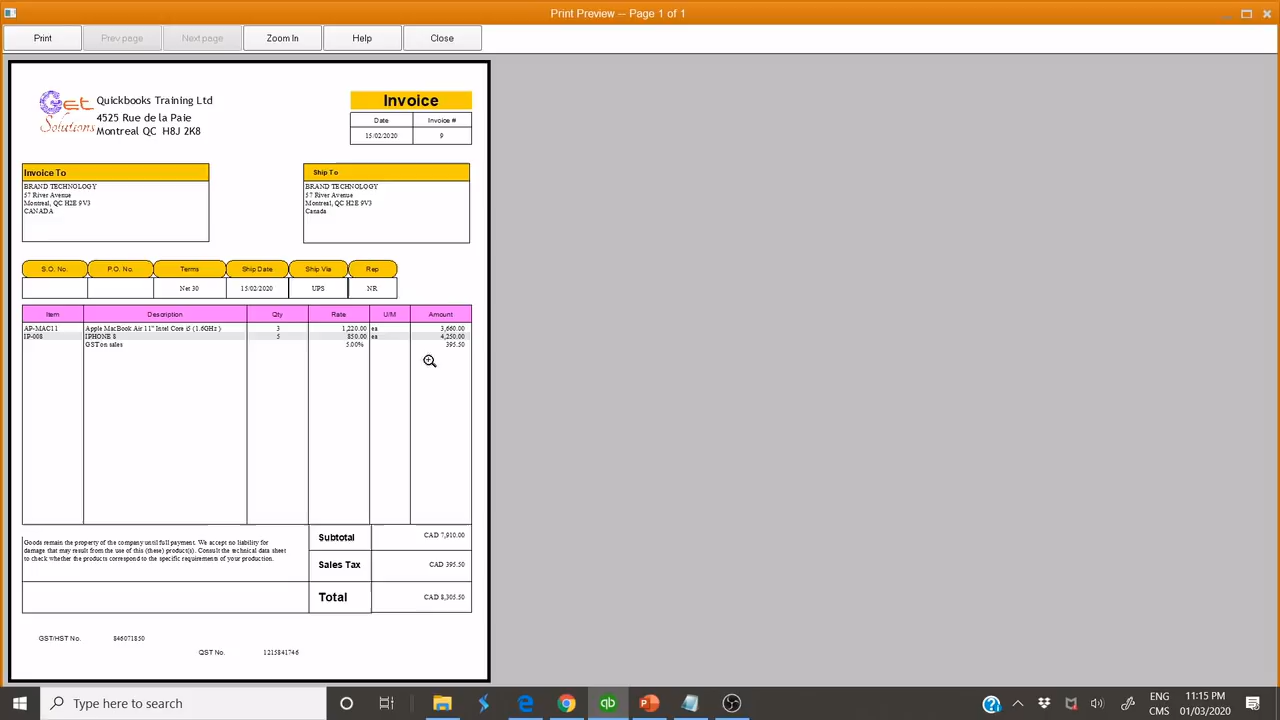 Print Preview -- Page 1 of 1
Print Prev page Next page Zoom In Help Close
Get Solutions
Quickbooks Training Ltd
4525 Rue de la Paie
Montreal QC H8J 2K8
Invoice
Date Invoice #
15/02/2020 9
Invoice To
BRAND TECHNOLOGY
57 River Avenue
Montreal, QC H2E 9V3
CANADA
Ship To
BRAND TECHNOLOGY
57 River Avenue
Montreal, QC H2E 9V3
Canada
S.O. No. P.O. No. Terms Ship Date Ship Via Rep
Net 30 15/02/2020 UPS NR
Item Description Qty Rate U/M Amount
AP-MAC11 Apple MacBook Air 11" Intel Core i5 (1.6GHz ) 3 1,220.00 ea 3,660.00
IP-008 IPHONE 8 5 850.00 ea 4,250.00
GST on sales 5.00% 395.50
Goods remain the property of the company until full payment. We accept no liability for
damage that may result from the use of this (these) product(s). Consult the technical data sheet
to check whether the products correspond to the specific requirements of your production.
Subtotal CAD 7,910.00
Sales Tax CAD 395.50
Total CAD 8,305.50
GST/HST No. 846071850
QST No. 1215841746
Type here to search
ENG 11:15 PM
CMS 01/03/2020